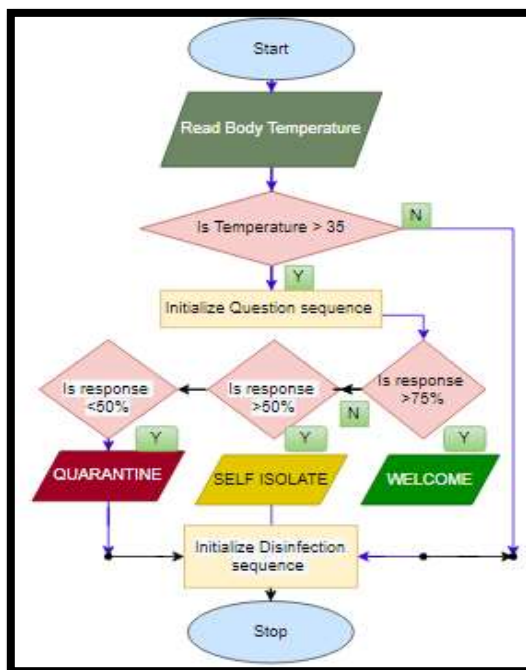 Start
Read Body Temperature
Is Temperature > 35
N
Y
Initialize Question sequence
Is response
<50%
Is response
>50%
Is response
>75%
N
Y
Y
Y
QUARANTINE
SELF ISOLATE
WELCOME
Initialize Disinfection
sequence
Stop